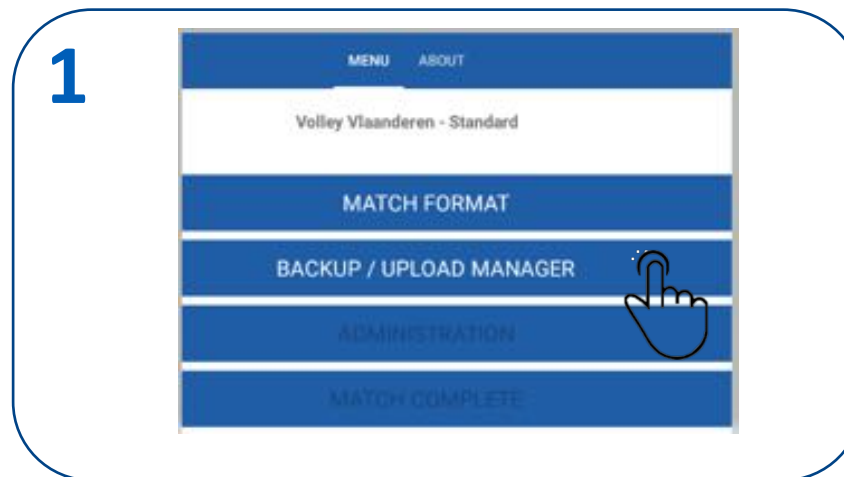 1
MENU ABOUT
Volley Vlaanderen - Standard
MATCH FORMAT
BACKUP / UPLOAD MANAGER
ADMINISTRATION
MATCH COMPLETE